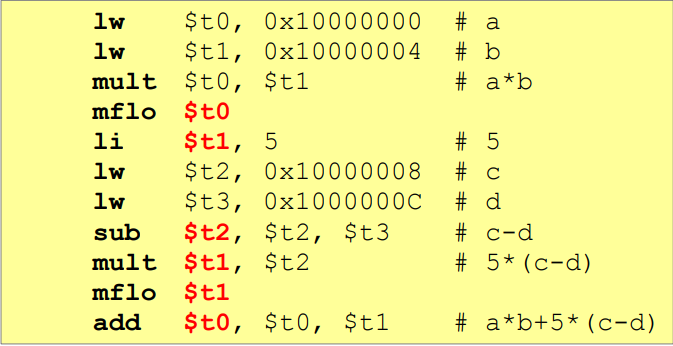 lw $t0, 0x10000000 # a
lw $t1, 0x10000004 # b
mult $t0, $t1 # a*b
mflo $t0
li $t1, 5 # 5
lw $t2, 0x10000008 # c
lw $t3, 0x1000000C # d
sub $t2, $t2, $t3 # c-d
mult $t1, $t2 # 5*(c-d)
mflo $t1
add $t0, $t0, $t1 # a*b+5*(c-d)